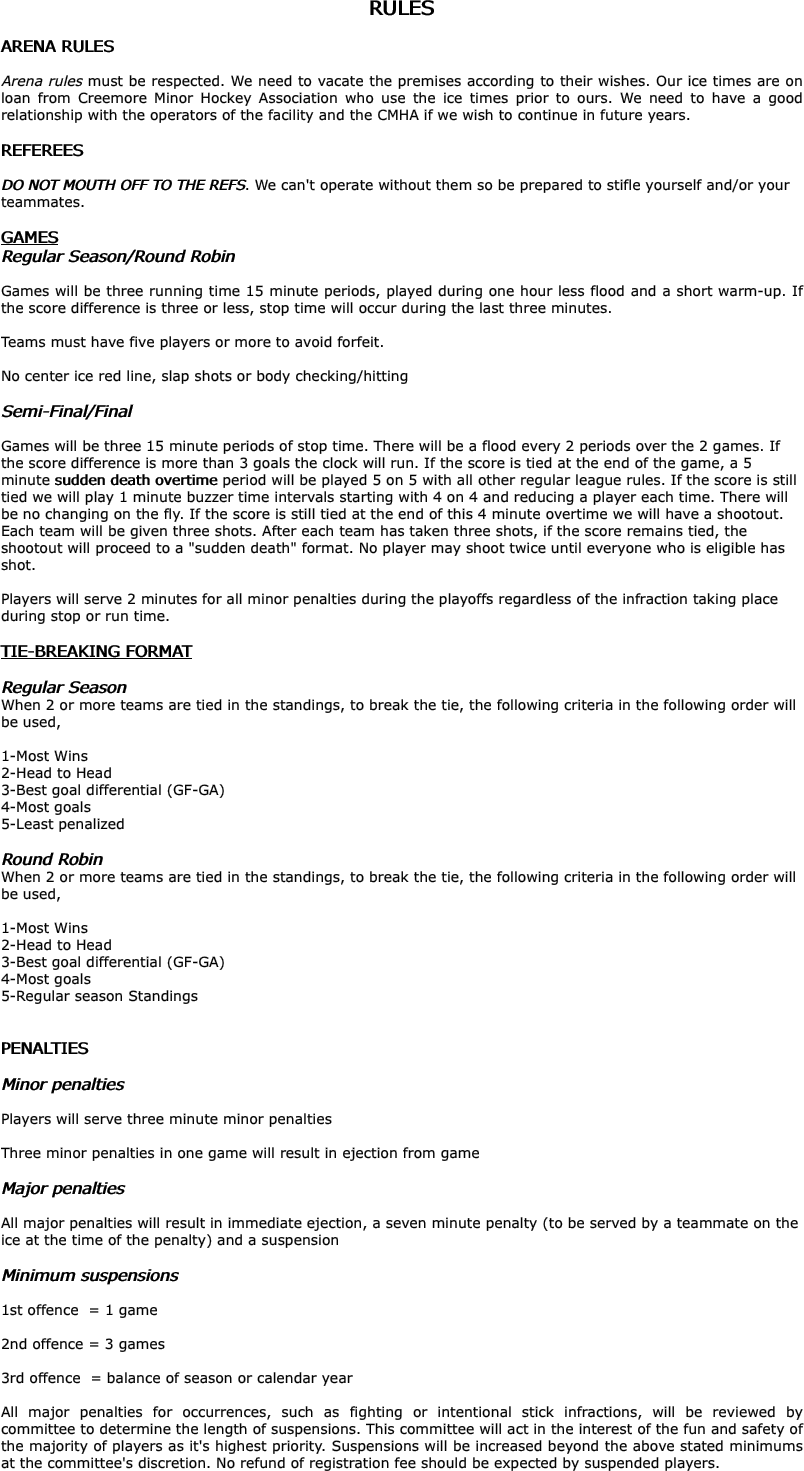 RULES
ARENA RULES
Arena rules must be respected. We need to vacate the premises according to their wishes. Our ice times are on
loan from Creemore Minor Hockey Association who use the ice times prior to ours. We need to have a good
relationship with the operators of the facility and the CMHA if we wish to continue in future years.
REFEREES
DO NOT MOUTH OFF TO THE REFS. We can't operate without them so be prepared to stifle yourself and/or your
teammates.
GAMES
Regular Season/Round Robin
Games will be three running time 15 minute periods, played during one hour less flood and a short warm-up. If
the score difference is three or less, stop time will occur during the last three minutes.
Teams must have five players or more to avoid forfeit.
No center ice red line, slap shots or body checking/hitting
Semi-Final/Final
Games will be three 15 minute periods of stop time. There will be a flood every 2 periods over the 2 games. If
the score difference is more than 3 goals the clock will run. If the score is tied at the end of the game, a 5
minute sudden death overtime period will be played 5 on 5 with all other regular league rules. If the score is still
tied we will play 1 minute buzzer time intervals starting with 4 on 4 and reducing a player each time. There will
be no changing on the fly. If the score is still tied at the end of this 4 minute overtime we will have a shootout.
Each team will be given three shots. After each team has taken three shots, if the score remains tied, the
shootout will proceed to a "sudden death" format. No player may shoot twice until everyone who is eligible has
shot.
Players will serve 2 minutes for all minor penalties during the playoffs regardless of the infraction taking place
during stop or run time.
TIE-BREAKING FORMAT
Regular Season
When 2 or more teams are tied in the standings, to break the tie, the following criteria in the following order will
be used,
1-Most Wins
2-Head to Head
3-Best goal differential (GF-GA)
4-Most goals
5-Least penalized
Round Robin
When 2 or more teams are tied in the standings, to break the tie, the following criteria in the following order will
be used,
1-Most Wins
2-Head to Head
3-Best goal differential (GF-GA)
4-Most goals
5-Regular season Standings
PENALTIES
Minor penalties
Players will serve three minute minor penalties
Three minor penalties in one game will result in ejection from game
Major penalties
All major penalties will result in immediate ejection, a seven minute penalty (to be served by a teammate on the
ice at the time of the penalty) and a suspension
Minimum suspensions
1st offence = 1 game
2nd offence = 3 games
3rd offence = balance of season or calendar year
All major penalties for occurrences, such as fighting or intentional stick infractions, will be reviewed by
committee to determine the length of suspensions. This committee will act in the interest of the fun and safety of
the majority of players as it's highest priority. Suspensions will be increased beyond the above stated minimums
at the committee's discretion. No refund of registration fee should be expected by suspended players.